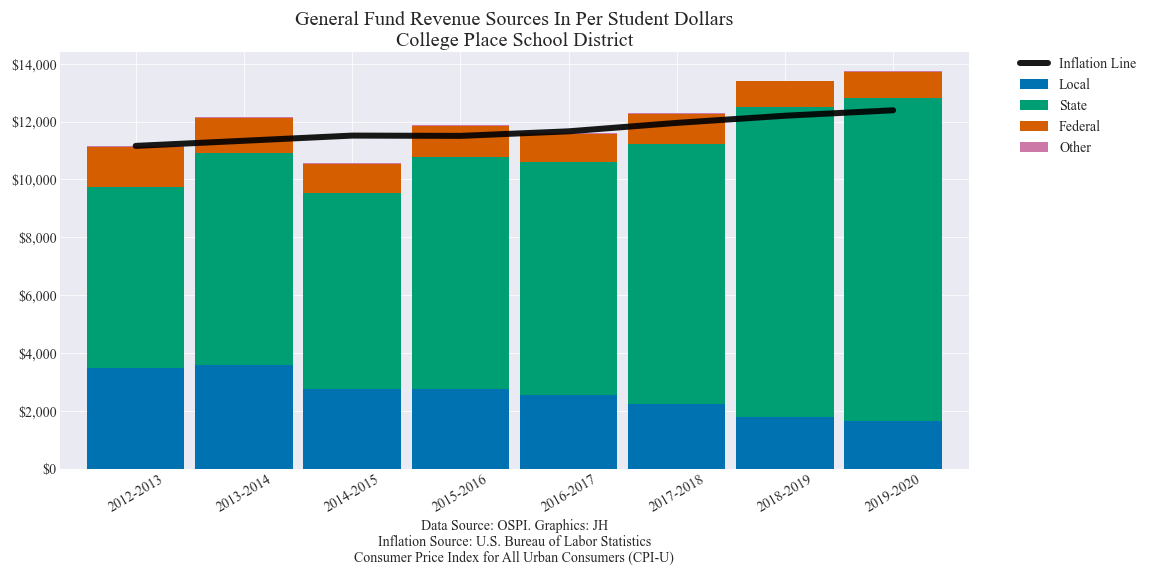 General Fund Revenue Sources In Per Student Dollars
College Place School District
$14,000
$12,000
$10,000
$8,000
$6,000
$4,000
$2,000
$0
Inflation Line
Local
State
Federal
Other
2012-2013
2013-2014
2014-2015
2015-2016
2016-2017
2017-2018
2018-2019
2019-2020
Data Source: OSPI. Graphics: JH
Inflation Source: U.S. Bureau of Labor Statistics
Consumer Price Index for All Urban Consumers (CPI-U)